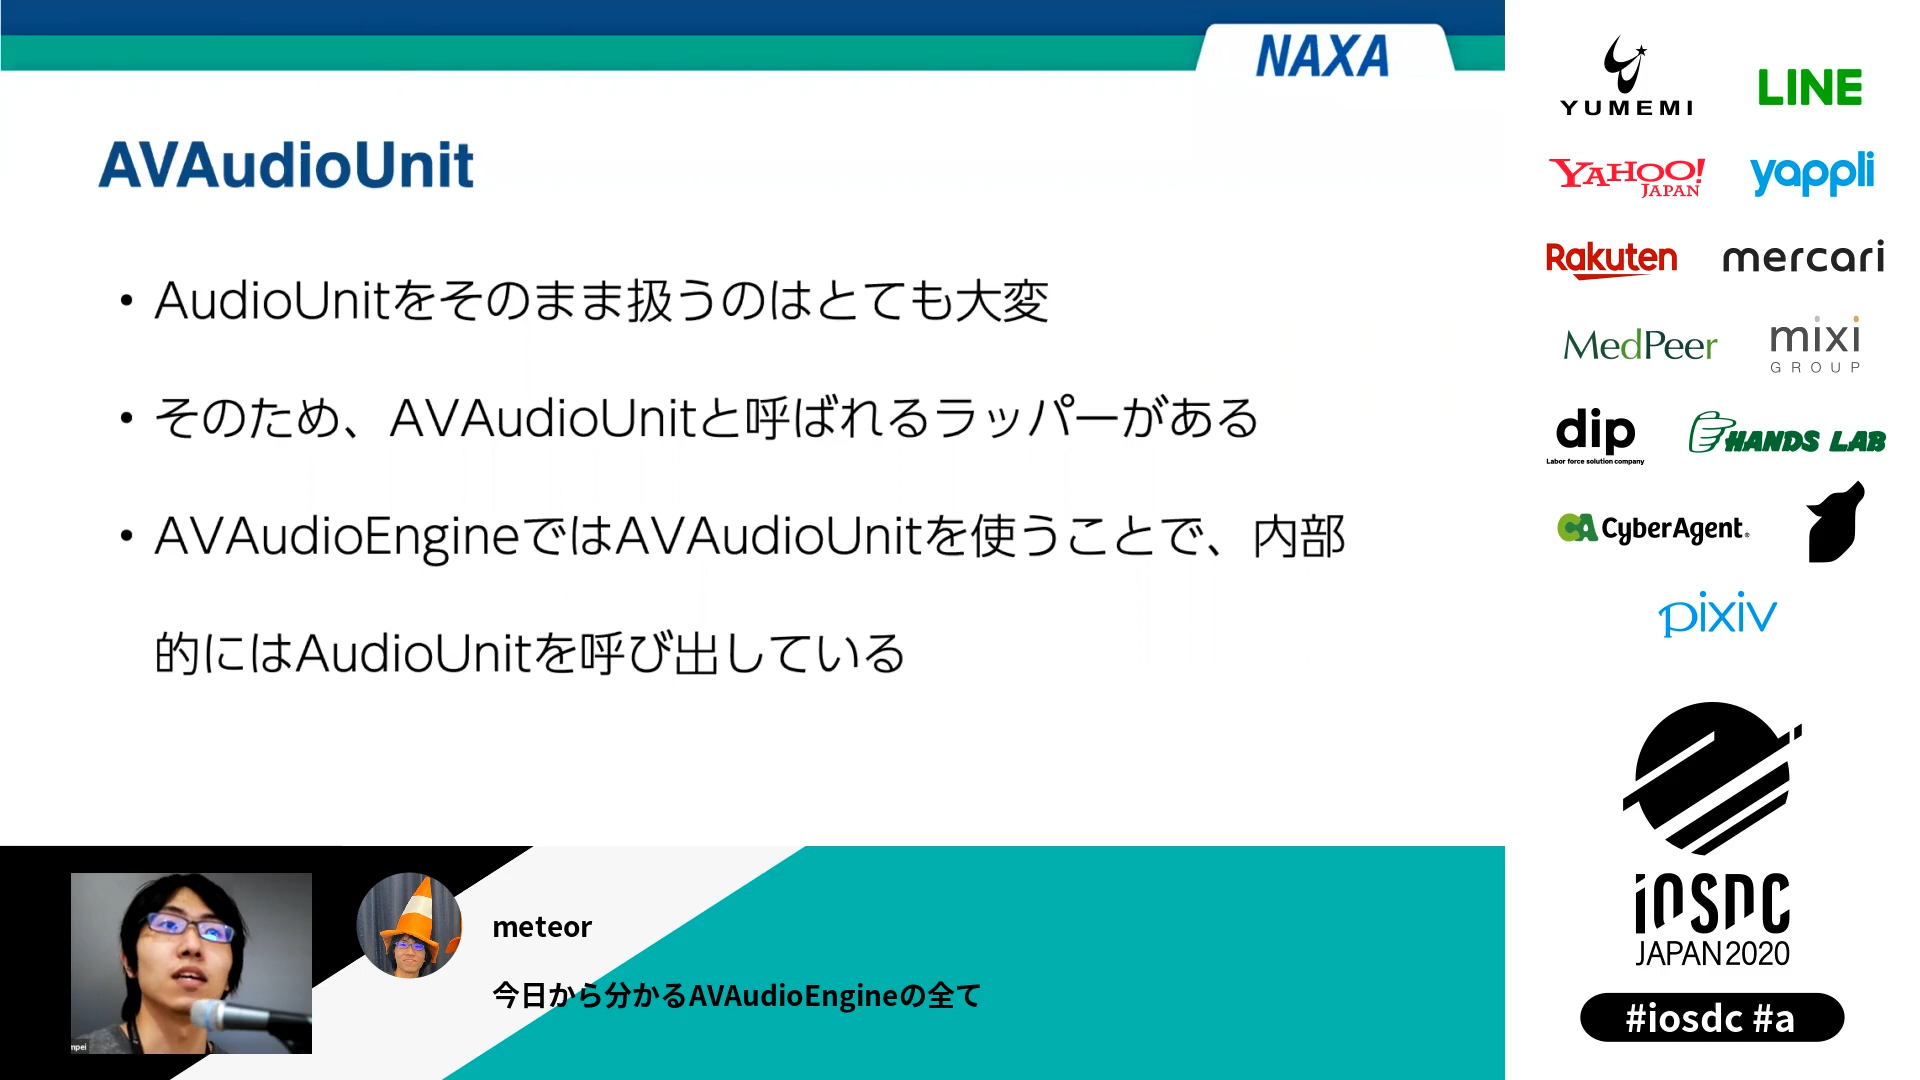 NAXA
AVAudioUnit
・AudioUnitをそのまま扱うのはとても大変
・そのため、AVAudioUnitと呼ばれるラッパーがある
・AVAudioEngineではAVAudioUnitを使うことで、内部
的にはAudioUnitを呼び出している
mpei
meteor
今日から分かるAVAudioEngineの全て
YUMEMI
LINE
YAHOO!
JAPAN
yappli
Rakuten
mercari
MedPeer
mixi
GROUP
dip
Labor force solution company
HANDS LAB
CA CyberAgent.
pixiv
iOSDC
JAPAN 2020
#iosdc #a